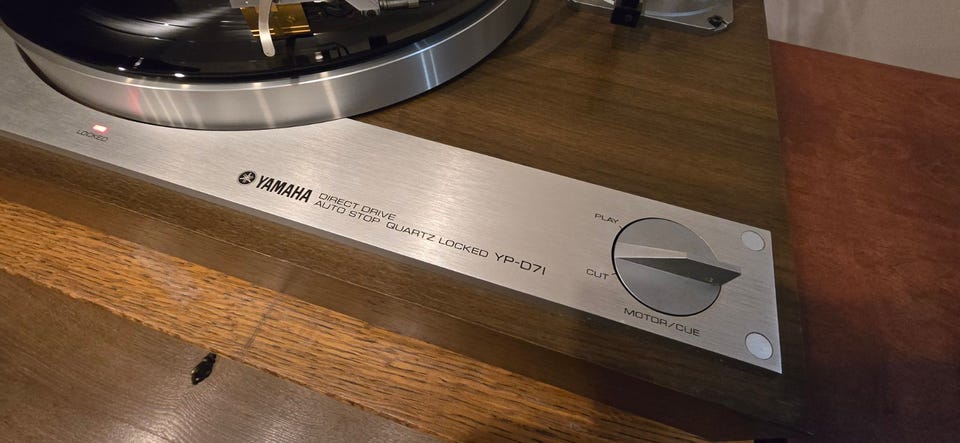 LOCKED
YAMAHA
DIRECT DRIVE
AUTO STOP QUARTZ LOCKED YP-D71
PLAY
CUT
MOTOR/CUE